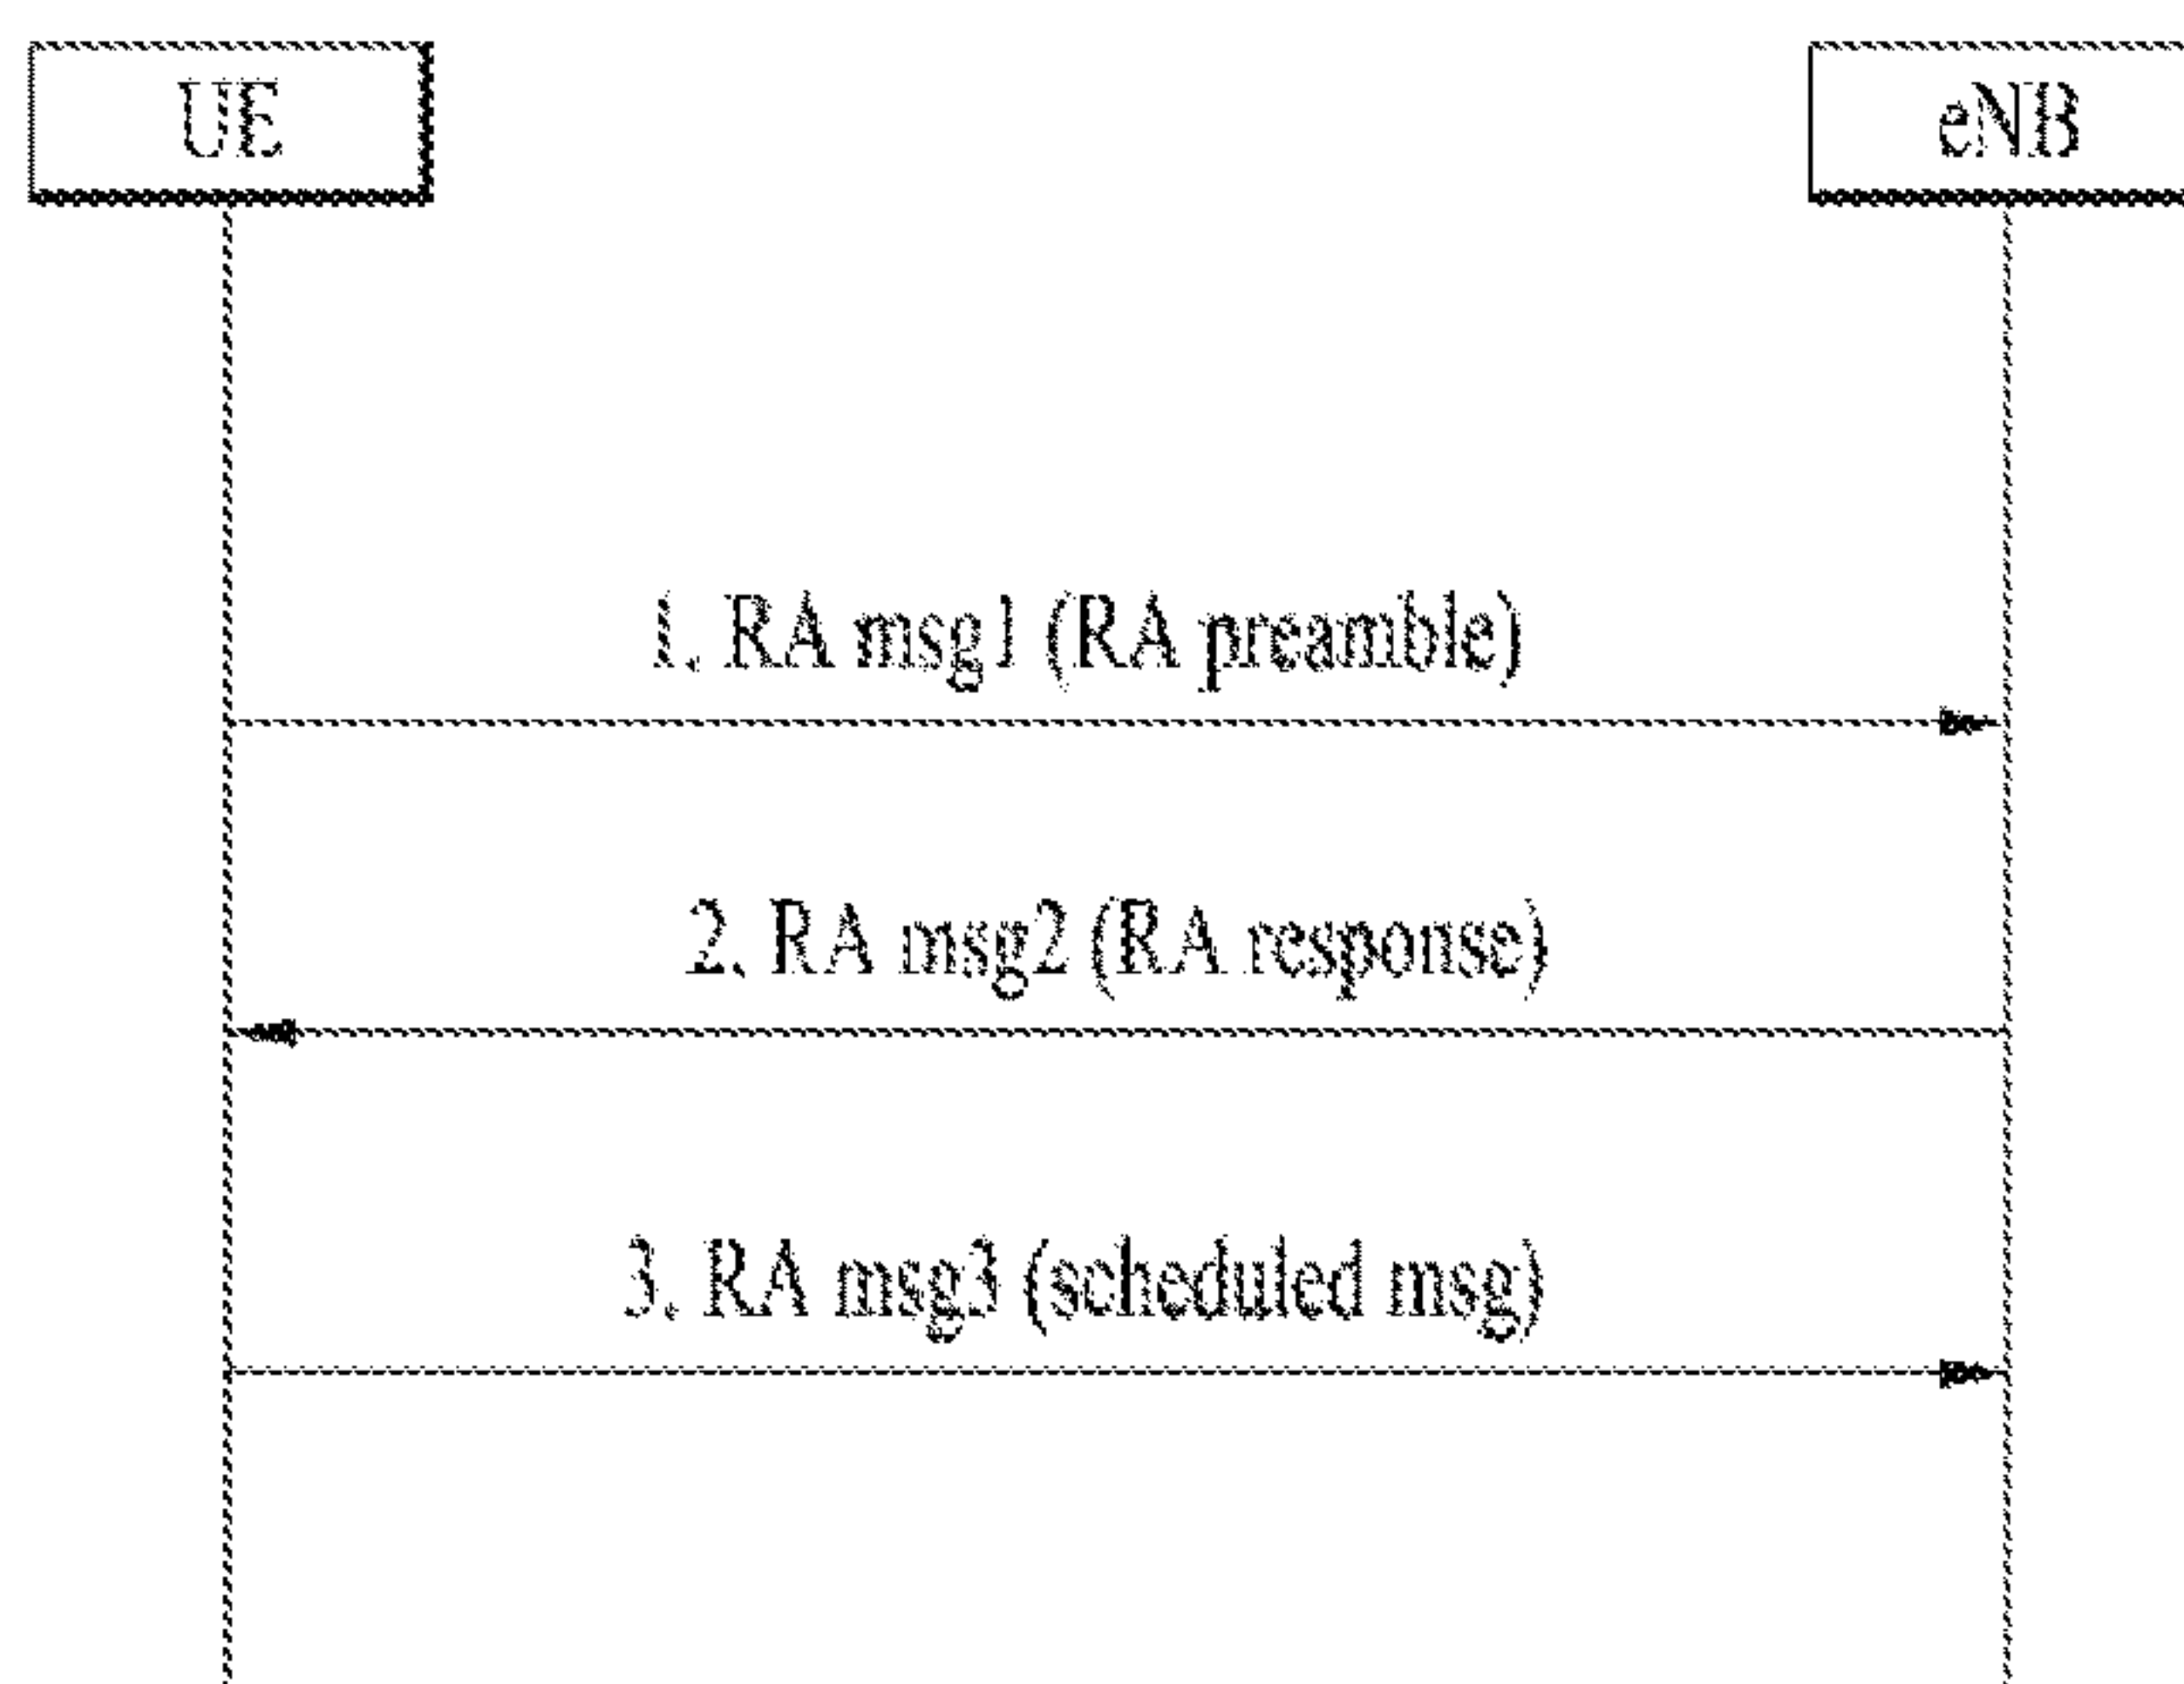 UE
eNB
1. RA msg1 (RA preamble)
2. RA msg2 (RA response)
3. RA msg3 (scheduled msg)